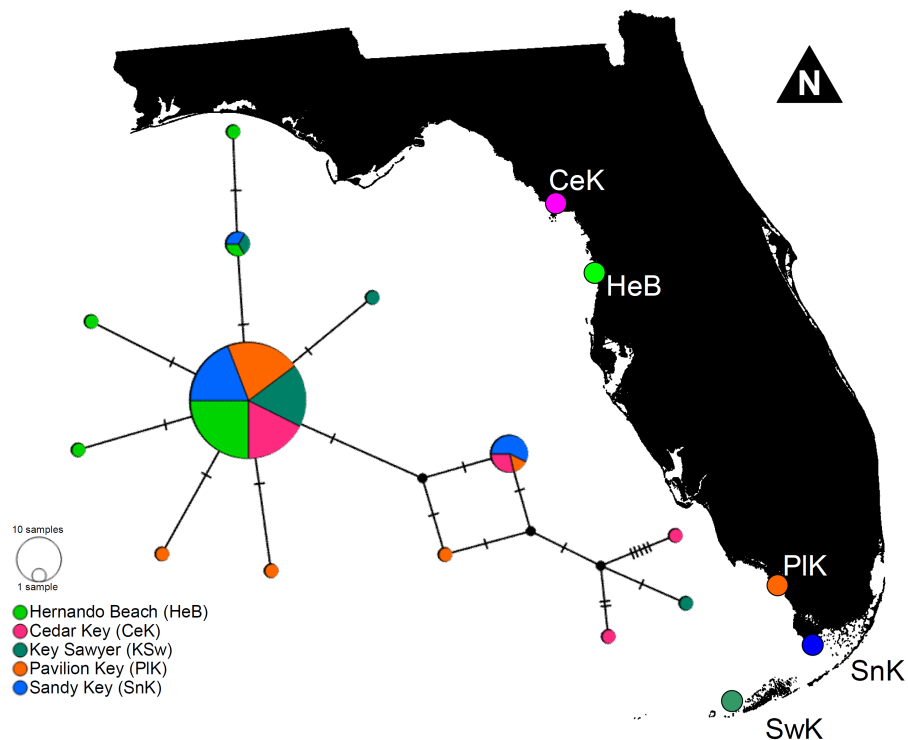 N
CeK
HeB
10 samples
1 sample
PlK
Hernando Beach (HeB)
Cedar Key (CeK)
Key Sawyer (KSw)
Pavilion Key (PlK)
Sandy Key (SnK)
SnK
SwK